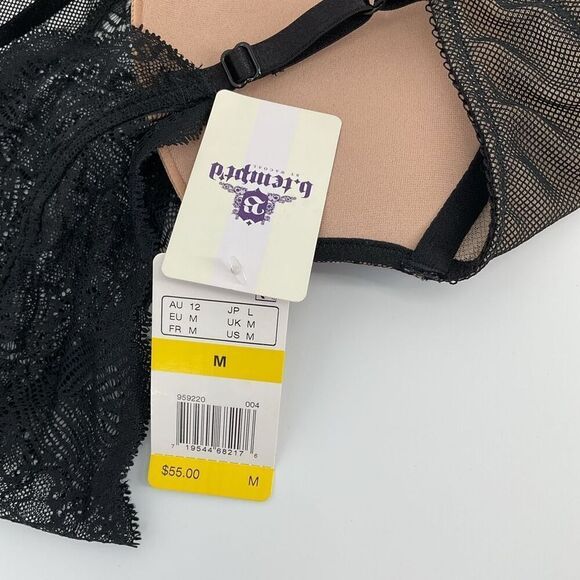 b.tempt'd
BY WACOAL
B
AU 12 JP L
EU M UK M
FR M US M
M
959220 004
7 19544 68217 6
$55.00 M